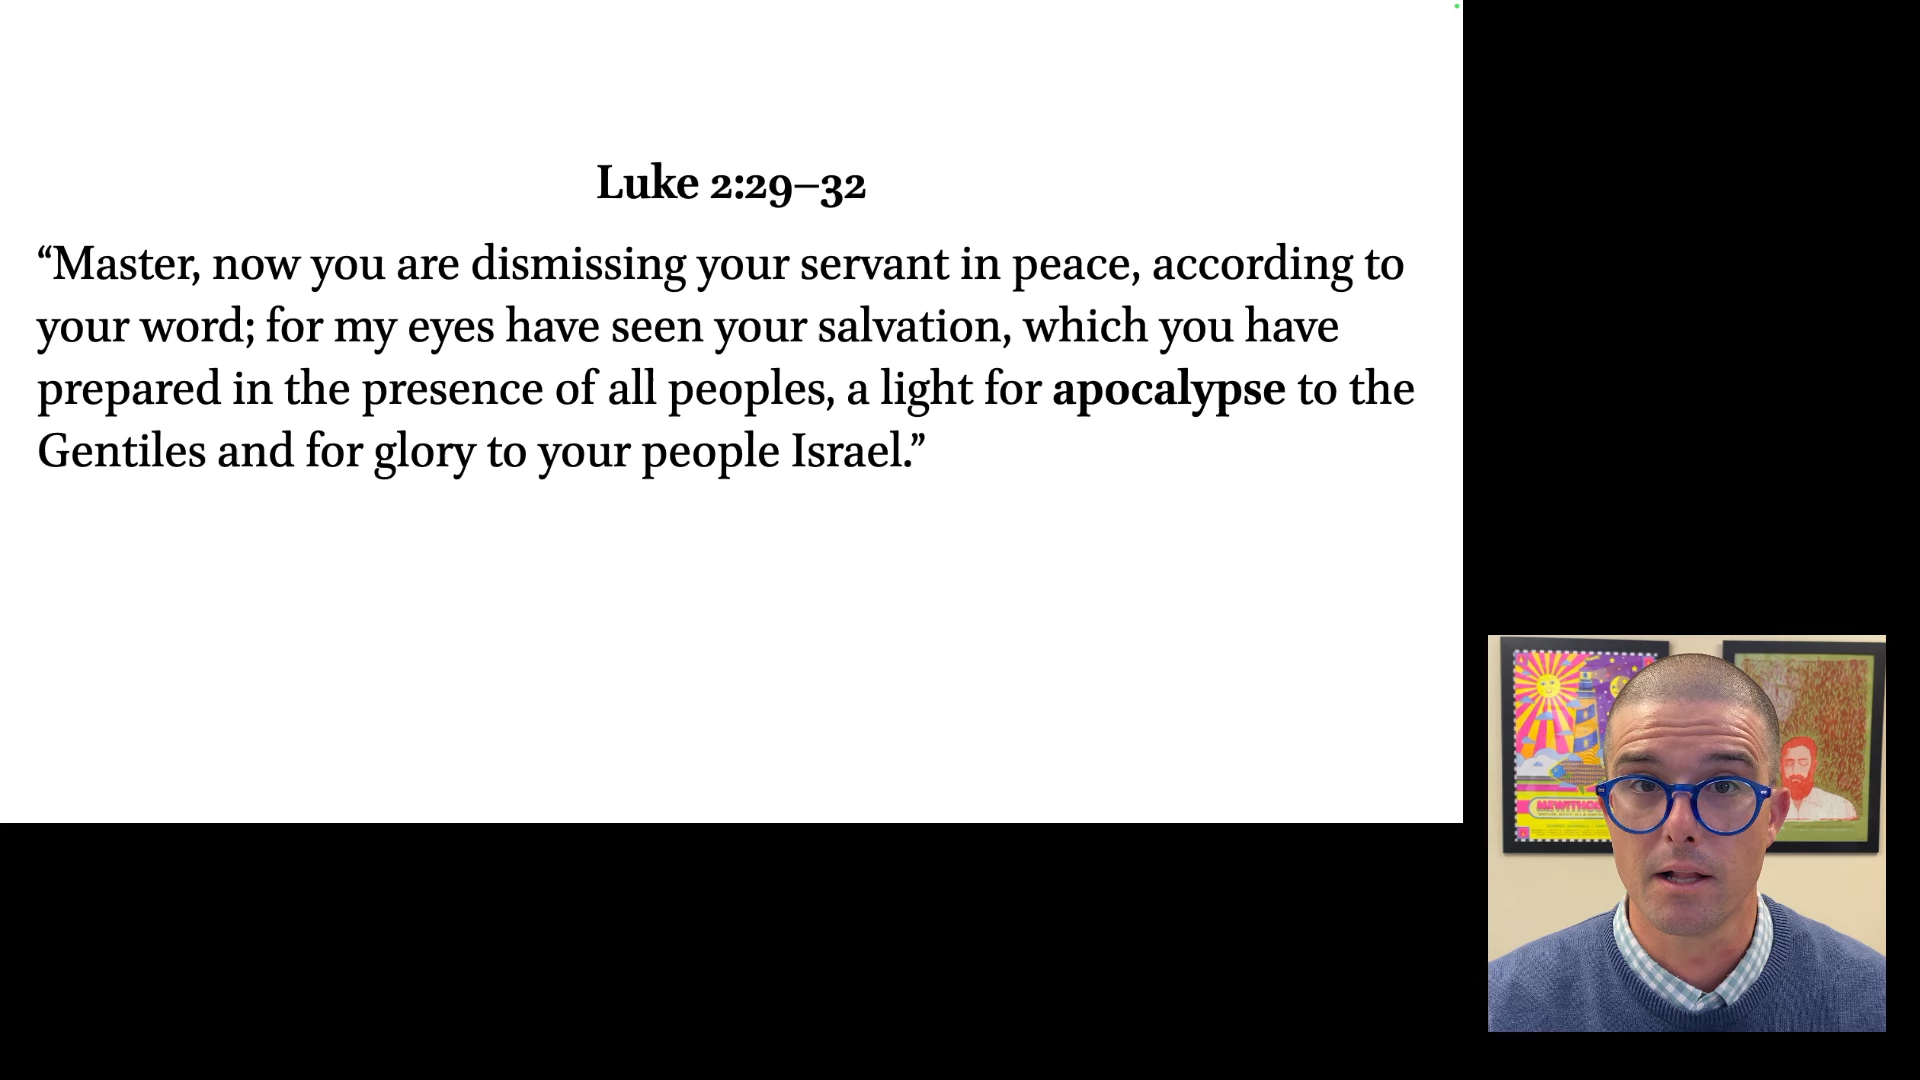 Luke 2:29–32
“Master, now you are dismissing your servant in peace, according to
your word; for my eyes have seen your salvation, which you have
prepared in the presence of all peoples, a light for apocalypse to the
Gentiles and for glory to your people Israel.”